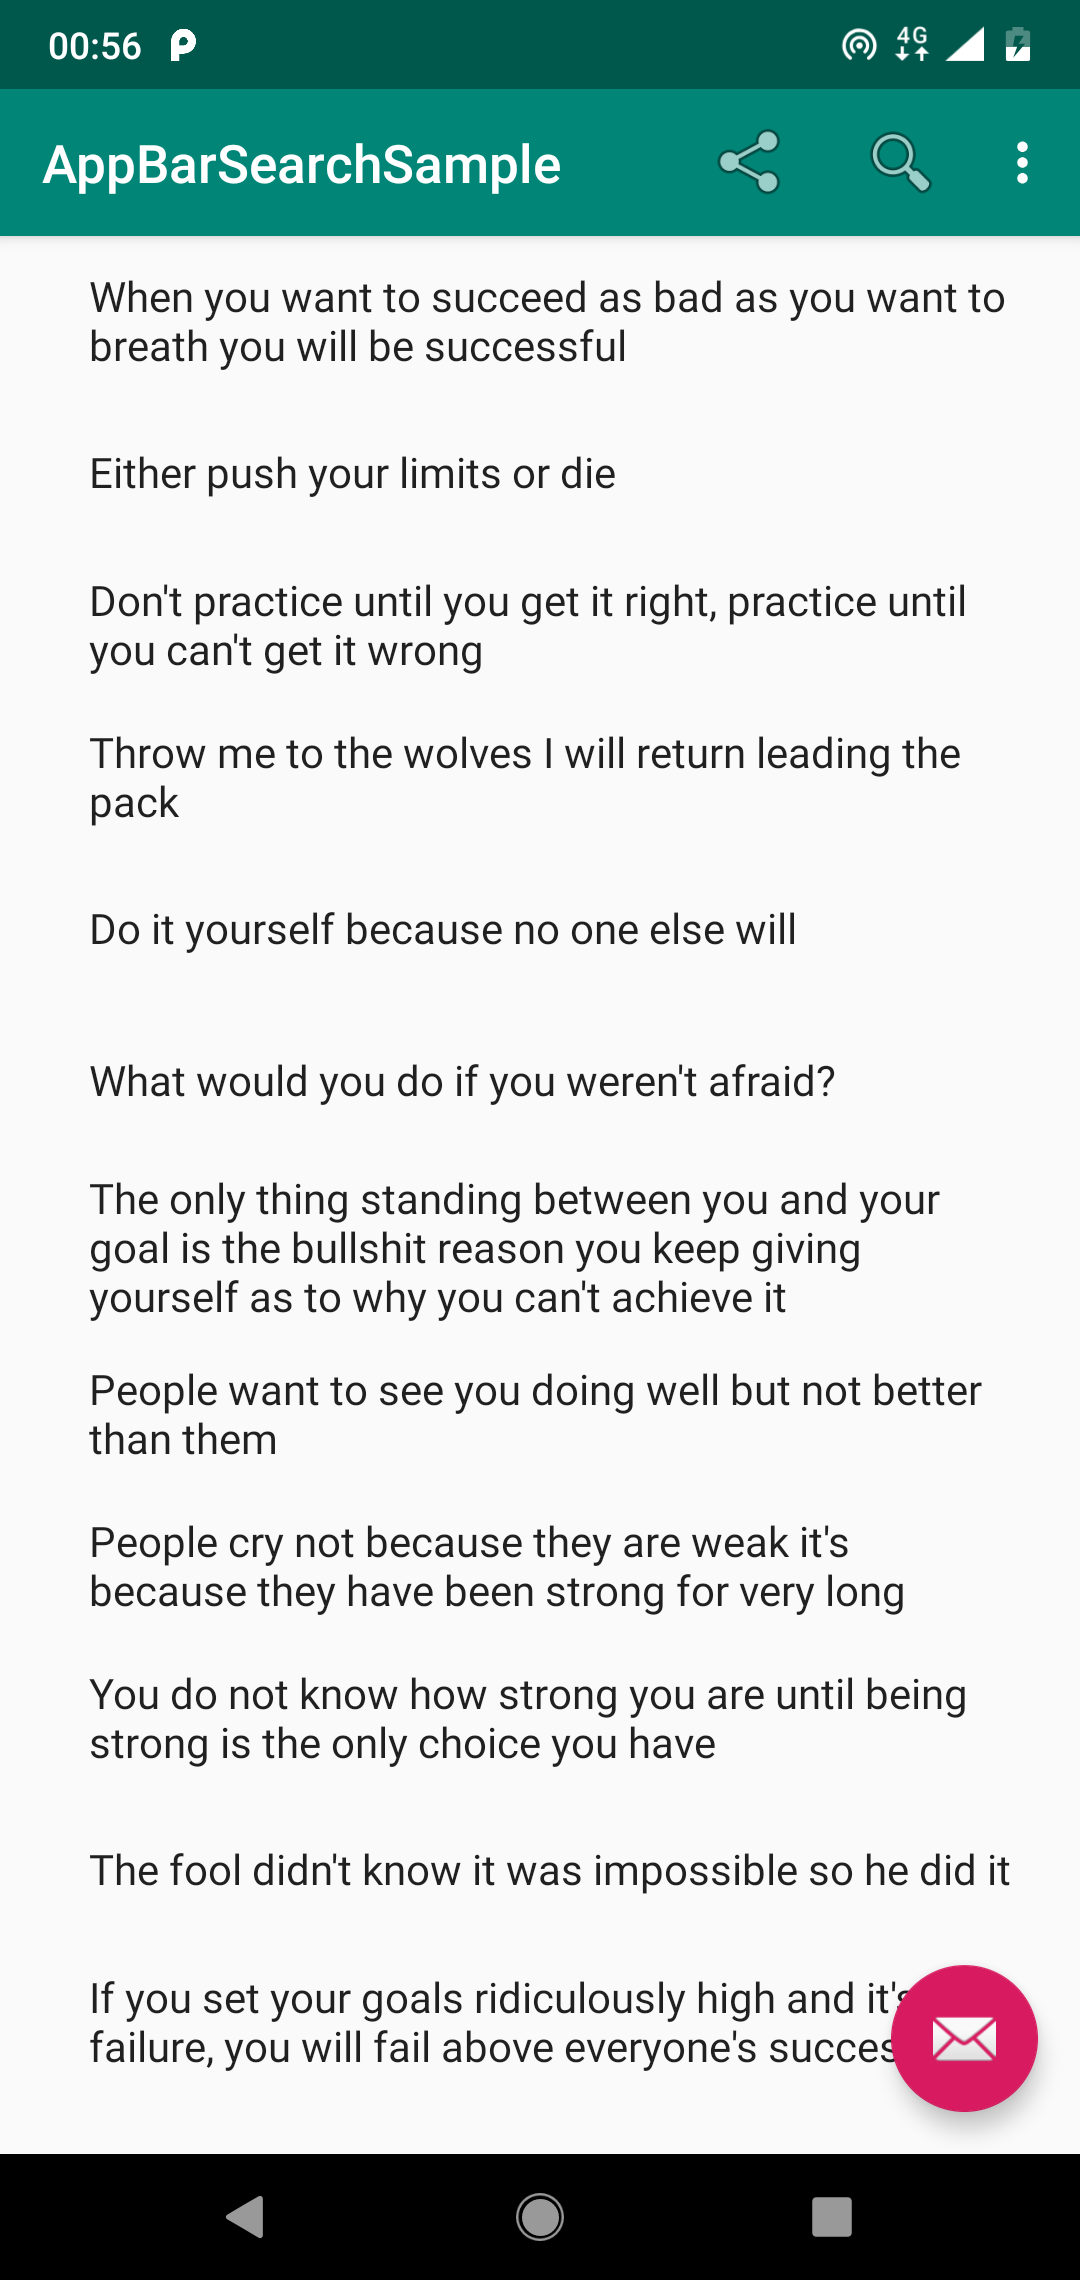 00:56
4G
AppBarSearchSample
When you want to succeed as bad as you want to
breath you will be successful
Either push your limits or die
Don't practice until you get it right, practice until
you can't get it wrong
Throw me to the wolves I will return leading the
pack
Do it yourself because no one else will
What would you do if you weren't afraid?
The only thing standing between you and your
goal is the bullshit reason you keep giving
yourself as to why you can't achieve it
People want to see you doing well but not better
than them
People cry not because they are weak it's
because they have been strong for very long
You do not know how strong you are until being
strong is the only choice you have
The fool didn't know it was impossible so he did it
If you set your goals ridiculously high and it's
failure, you will fail above everyone's